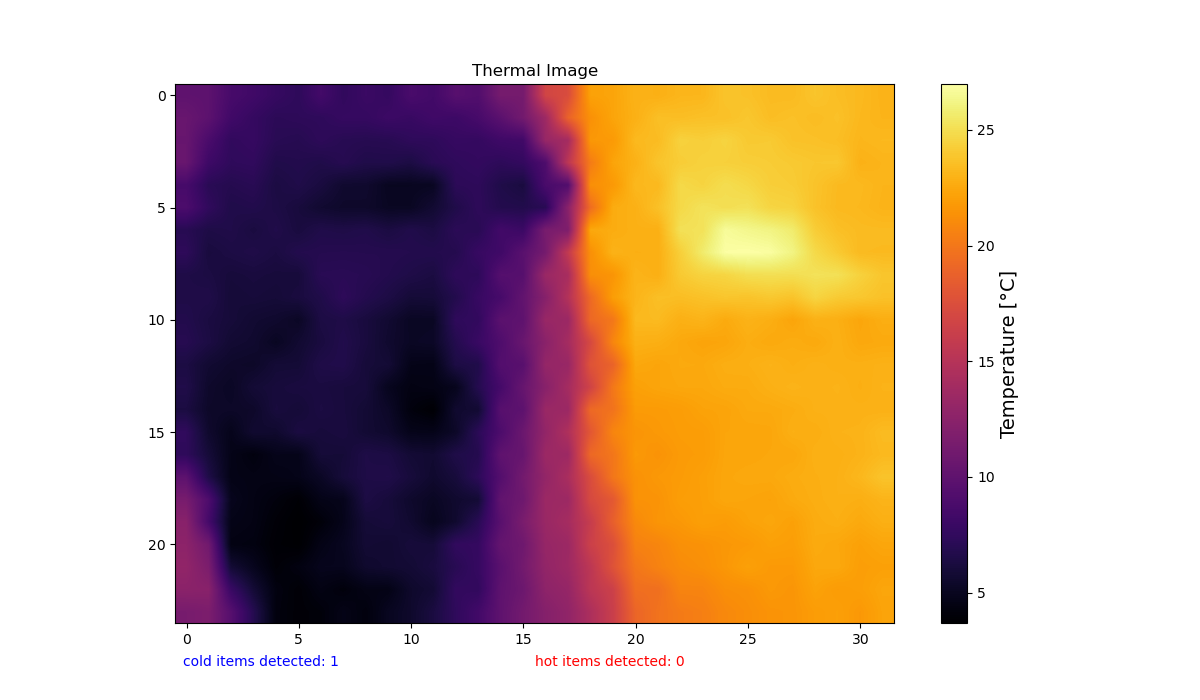 Thermal Image
0
5
10
15
20
0 5 10 15 20 25 30
25
20
15
10
5
Temperature [°C]
cold items detected: 1
hot items detected: 0